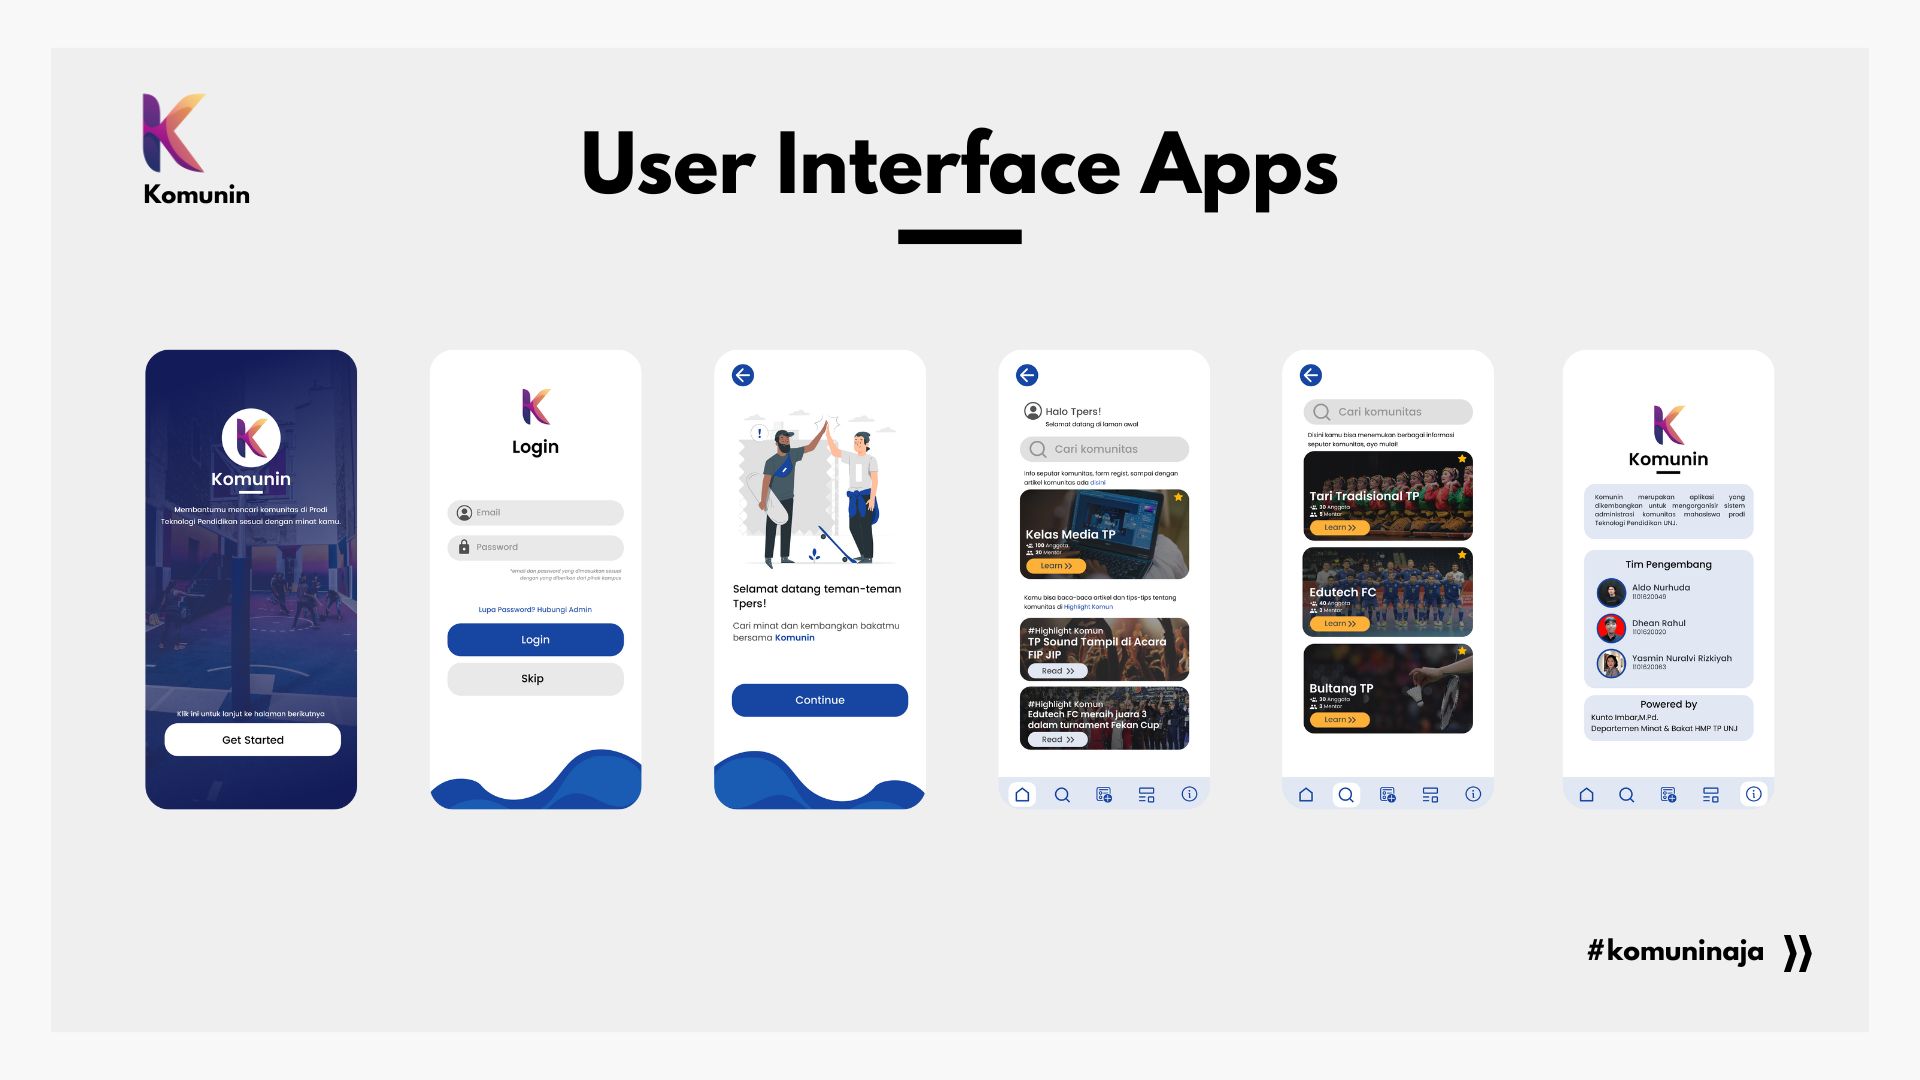 Komunin
User Interface Apps
Komunin
Membantumu mencari komunitas di Prodi
Teknologi Pendidikan sesuai dengan minat kamu.
Klik ini untuk lanjut ke halaman berikutnya
Get Started
Login
Email
Password
*email dan password yang dimasukkan sesuai
dengan yang diberikan dari pihak kampus
Lupa Password? Hubungi Admin
Login
Skip
!
Selamat datang teman-teman
Tpers!
Cari minat dan kembangkan bakatmu
bersama Komunin
Continue
Halo Tpers!
Selamat datang di laman awal
Cari komunitas
Info seputar komunitas, form regist, sampai dengan
artikel komunitas ada disini
Kelas Media TP
100 Anggota
20 Mentor
Learn
Kamu bisa baca-baca artikel dan tips-tips tentang
komunitas di Highlight Komun
#Highlight Komun
TP Sound Tampil di Acara
FIP JIP
Read
#Highlight Komun
Edutech FC meraih juara 3
dalam turnament Fekan Cup
Read
Cari komunitas
Disini kamu bisa menemukan berbagai informasi
seputar komunitas, ayo mulai!
Tari Tradisional TP
30 Anggota
5 Mentor
Learn
Edutech FC
40 Anggota
3 Mentor
Learn
Bultang TP
30 Anggota
3 Mentor
Learn
Komunin
Komunin merupakan aplikasi yang
dikembangkan untuk mengorganisir sistem
administrasi komunitas mahasiswa prodi
Teknologi Pendidikan UNJ.
Tim Pengembang
Aldo Nurhuda
1101620049
Dhean Rahul
1101620020
Yasmin Nuralvi Rizkiyah
1101620063
Powered by
Kunto Imbar,M.Pd.
Departemen Minat & Bakat HMP TP UNJ
#komuninaja